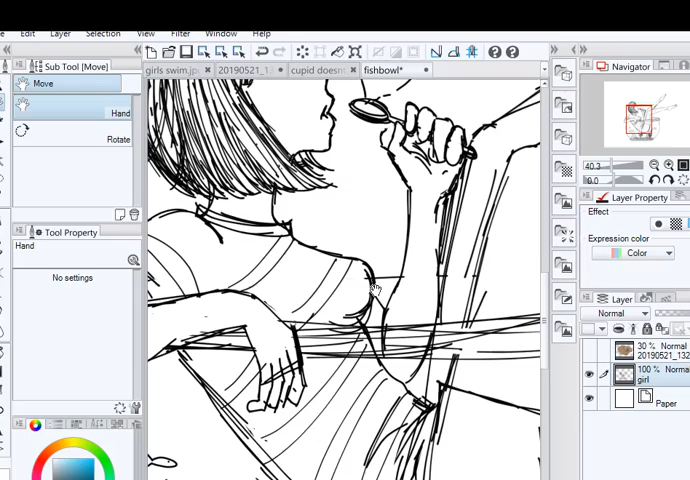 Edit Layer Selection View Filter Window Help
girls swim.jp 20190521_1 cupid doesnt fishbowl*
Sub Tool [Move]
Move
Hand
Rotate
Tool Property
Hand
No settings
Navigator
40.3
0.0
Layer Property
Effect
Expression color
Color
Layer
Normal
30 % Normal
20190521_132
100 % Normal
girl
Paper